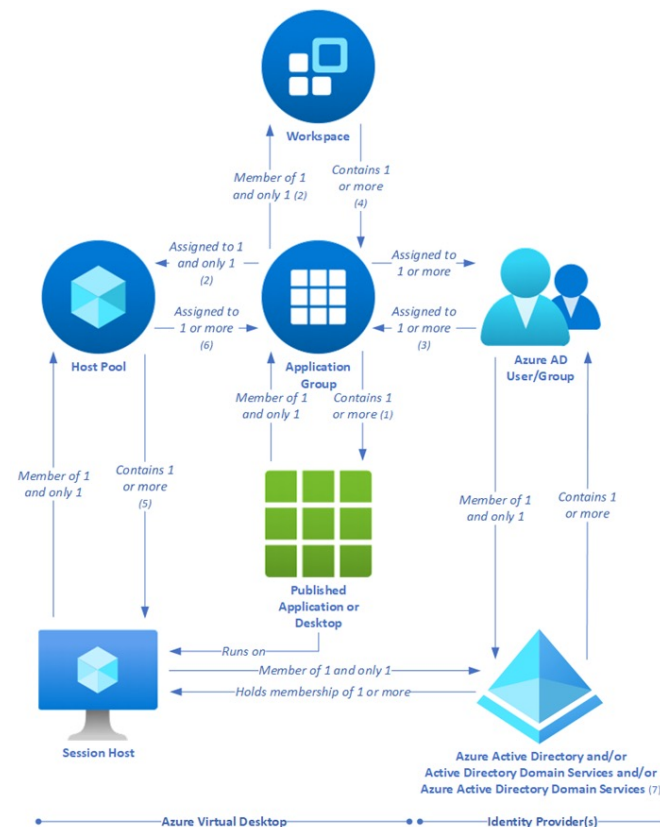 Workspace
Member of 1
and only 1 (2)
Contains 1
or more
(4)
Assigned to 1
and only 1
(2)
Assigned to
1 or more
Assigned to
1 or more
(6)
Assigned to
1 or more
(3)
Host Pool
Application
Group
Azure AD
User/Group
Member of 1
and only 1
Contains 1
or more (1)
Member of 1
and only 1
Contains 1
or more
(5)
Member of 1
and only 1
Contains 1
or more
Published
Application or
Desktop
Runs on
Member of 1 and only 1
Holds membership of 1 or more
Session Host
Azure Active Directory and/or
Active Directory Domain Services and/or
Azure Active Directory Domain Services (7)
Azure Virtual Desktop
Identity Provider(s)